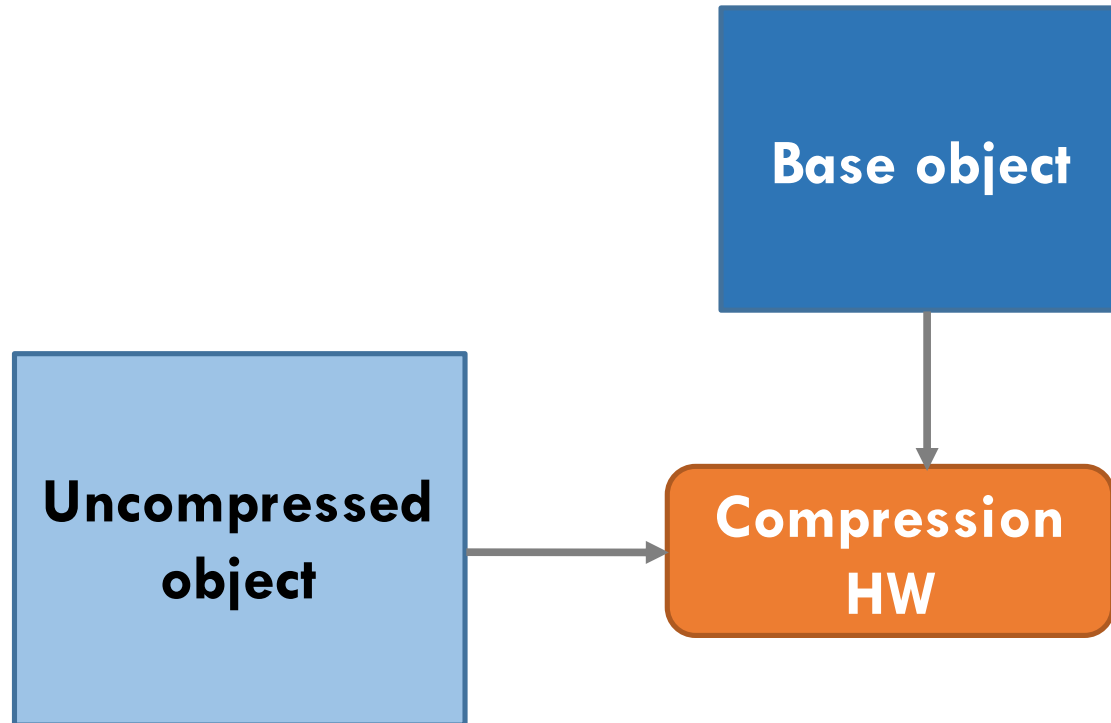 Base object
Uncompressed
object
Compression
HW